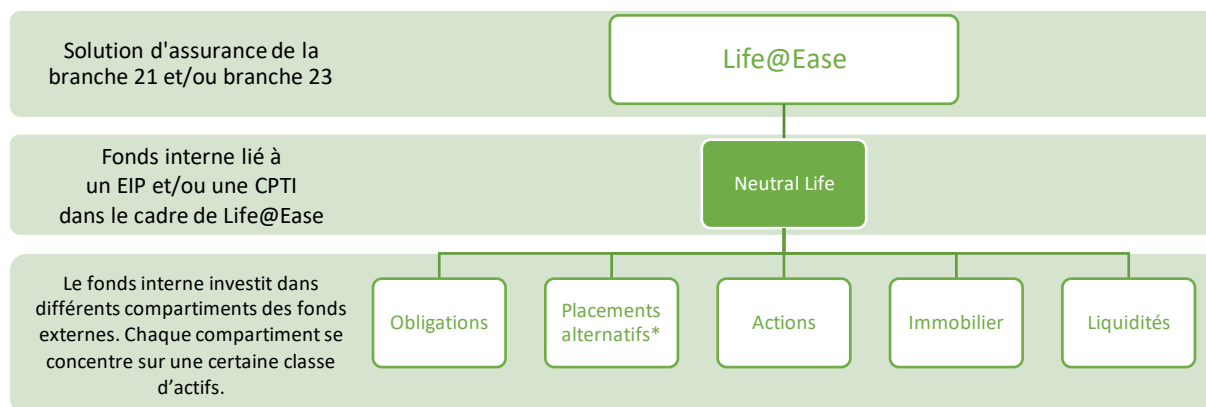 Solution d'assurance de la
branche 21 et/ou branche 23
Life@Ease
Fonds interne lié à
un EIP et/ou une CPTI
dans le cadre de Life@Ease
Neutral Life
Le fonds interne investit dans
différents compartiments des fonds
externes. Chaque compartiment se
concentre sur une certaine classe
d’actifs.
Obligations
Placements
alternatifs*
Actions
Immobilier
Liquidités